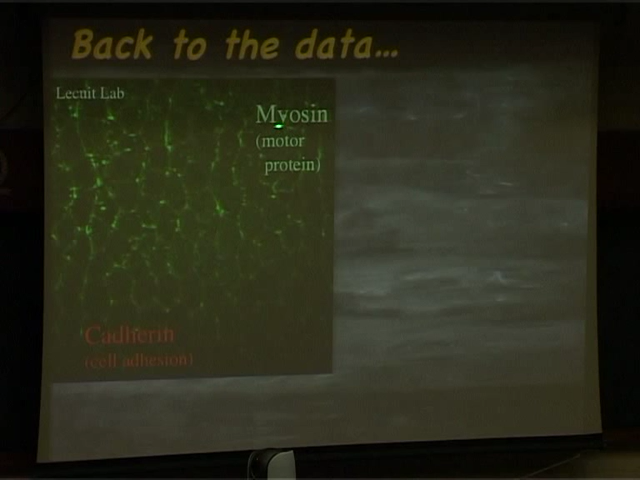 Back to the data...
Lecuit Lab
Myosin
(motor
protein)
Cadherin
(cell adhesion)